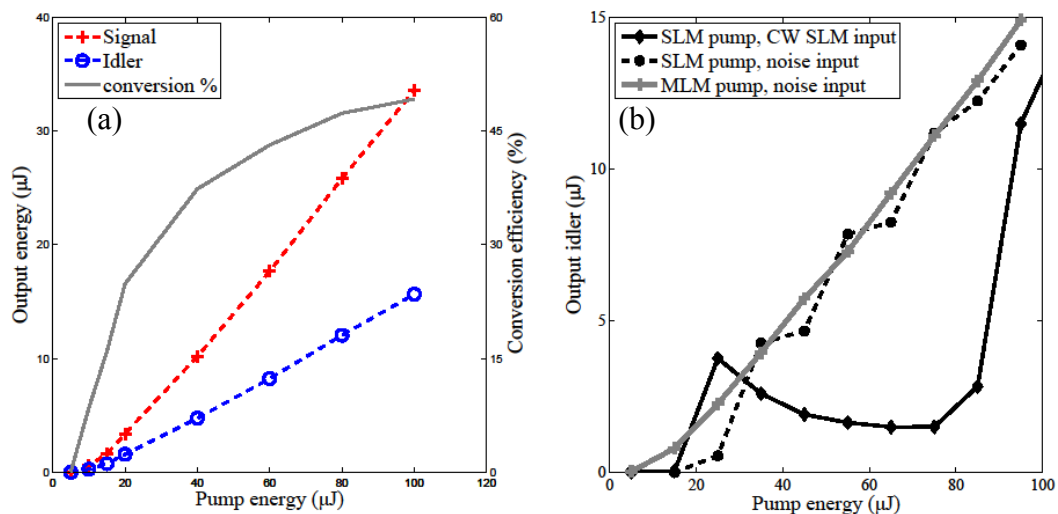 40
30
20
10
0
Output energy (μJ)
Signal
Idler
conversion %
(a)
60
45
30
15
0
Conversion efficiency (%)
20
40
60
80
100
120
Pump energy (μJ)
15
10
5
0
Output idler (μJ)
SLM pump, CW SLM input
SLM pump, noise input
MLM pump, noise input
(b)
0
20
40
60
80
100
Pump energy (μJ)